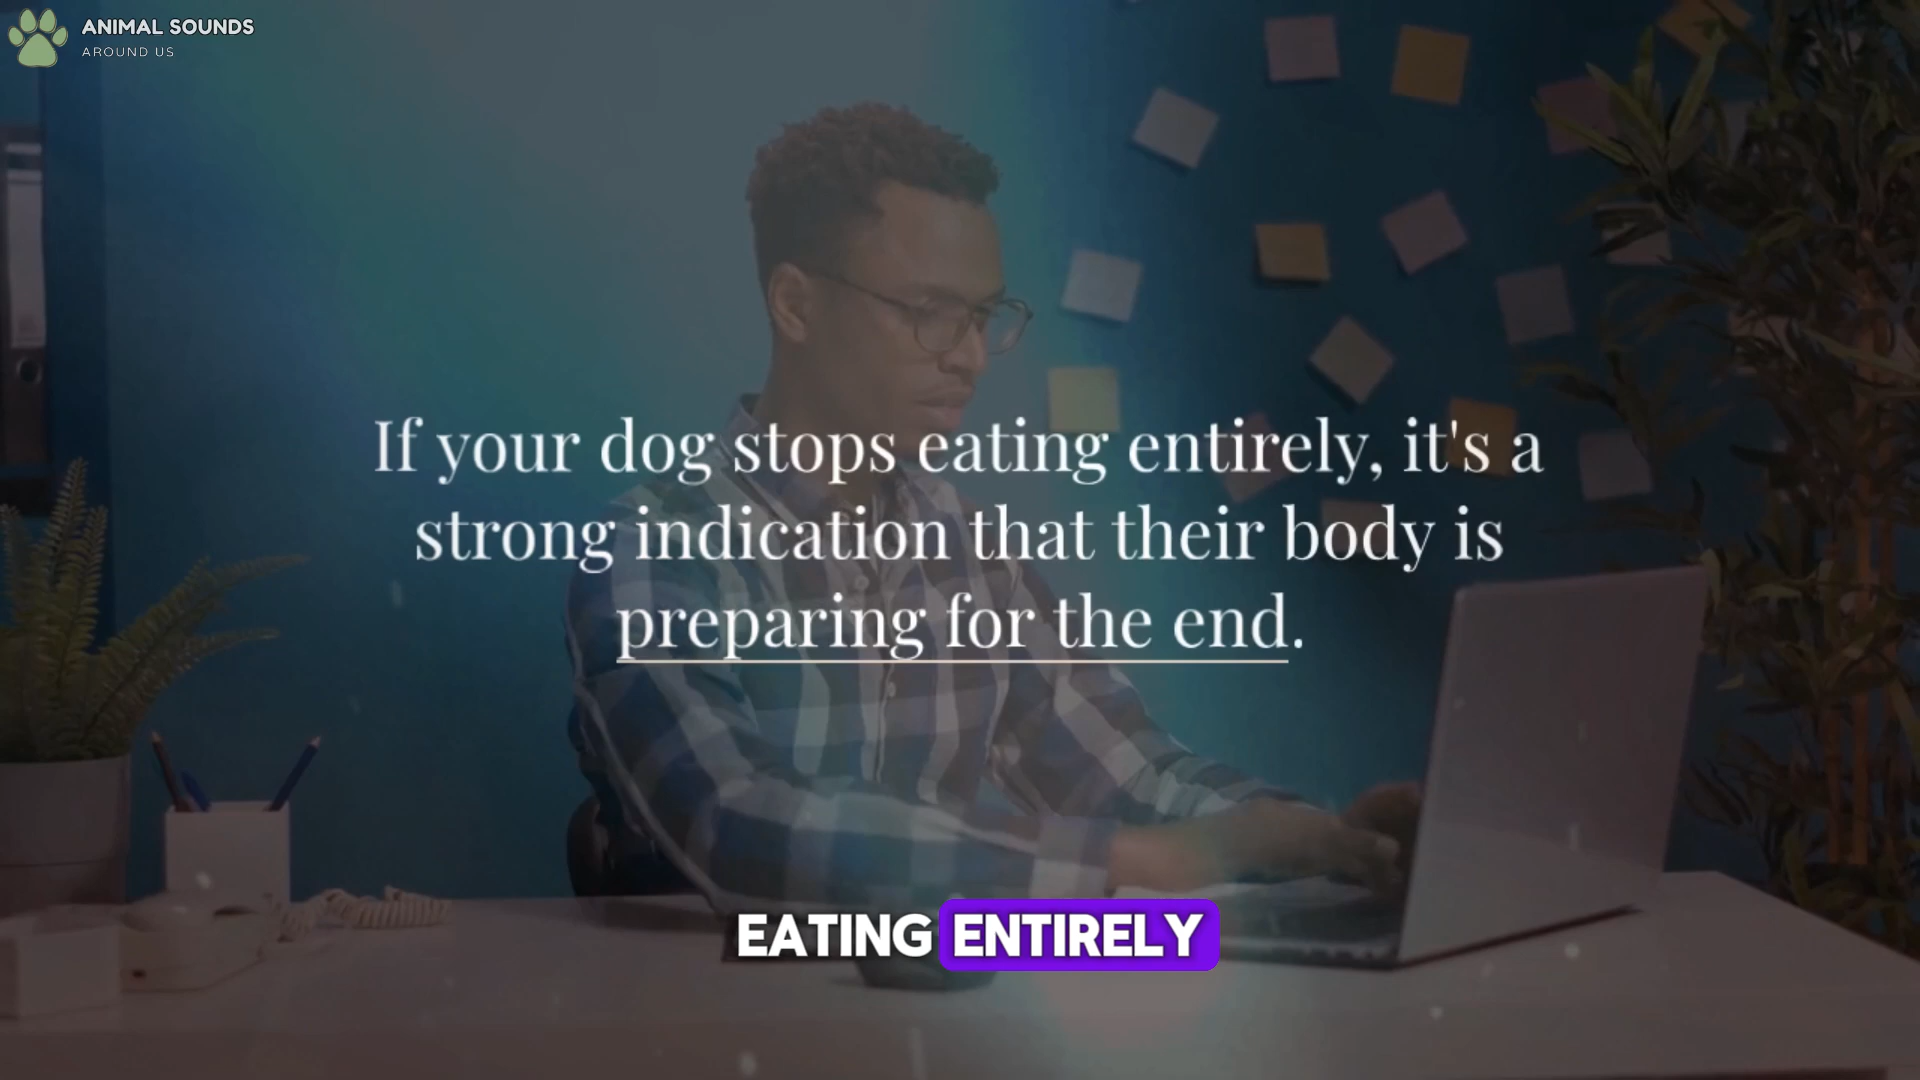 ANIMAL SOUNDS
AROUND US
If your dog stops eating entirely, it's a
strong indication that their body is
preparing for the end.
EATING ENTIRELY